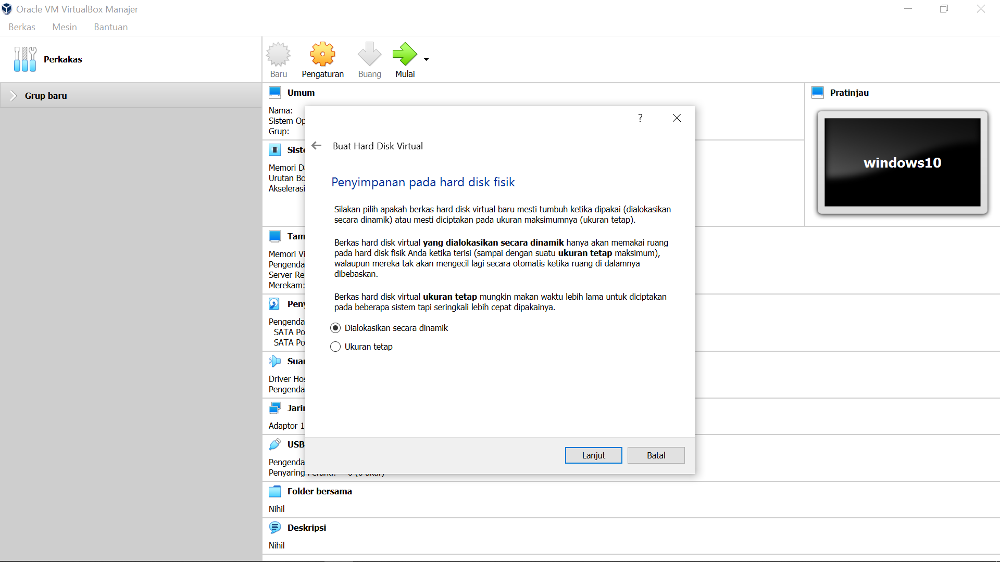 Oracle VM VirtualBox Manajer
Berkas Mesin Bantuan
Perkakas
Baru Pengaturan Buang Mulai
Grup baru
Umum
Nama:
Sistem Op
Grup:
Pratinjau
windows10
Siste
Memori D
Urutan Bo
Akselerasi
Tam
Memori Vi
Pengenda
Server Re
Merekam:
Peny
Pengenda
SATA Po
SATA Po
Suar
Driver Hos
Pengenda
Jarin
Adaptor 1
USB
Pengenda
Penyaring
Folder bersama
Nihil
Deskripsi
Nihil
?
Buat Hard Disk Virtual
Penyimpanan pada hard disk fisik
Silakan pilih apakah berkas hard disk virtual baru mesti tumbuh ketika dipakai (dialokasikan
secara dinamik) atau mesti diciptakan pada ukuran maksimumnya (ukuran tetap).
Berkas hard disk virtual yang dialokasikan secara dinamik hanya akan memakai ruang
pada hard disk fisik Anda ketika terisi (sampai dengan suatu ukuran tetap maksimum),
walaupun mereka tak akan mengecil lagi secara otomatis ketika ruang di dalamnya
dibebaskan.
Berkas hard disk virtual ukuran tetap mungkin makan waktu lebih lama untuk diciptakan
pada beberapa sistem tapi seringkali lebih cepat dipakainya.
Dialokasikan secara dinamik
Ukuran tetap
Lanjut Batal